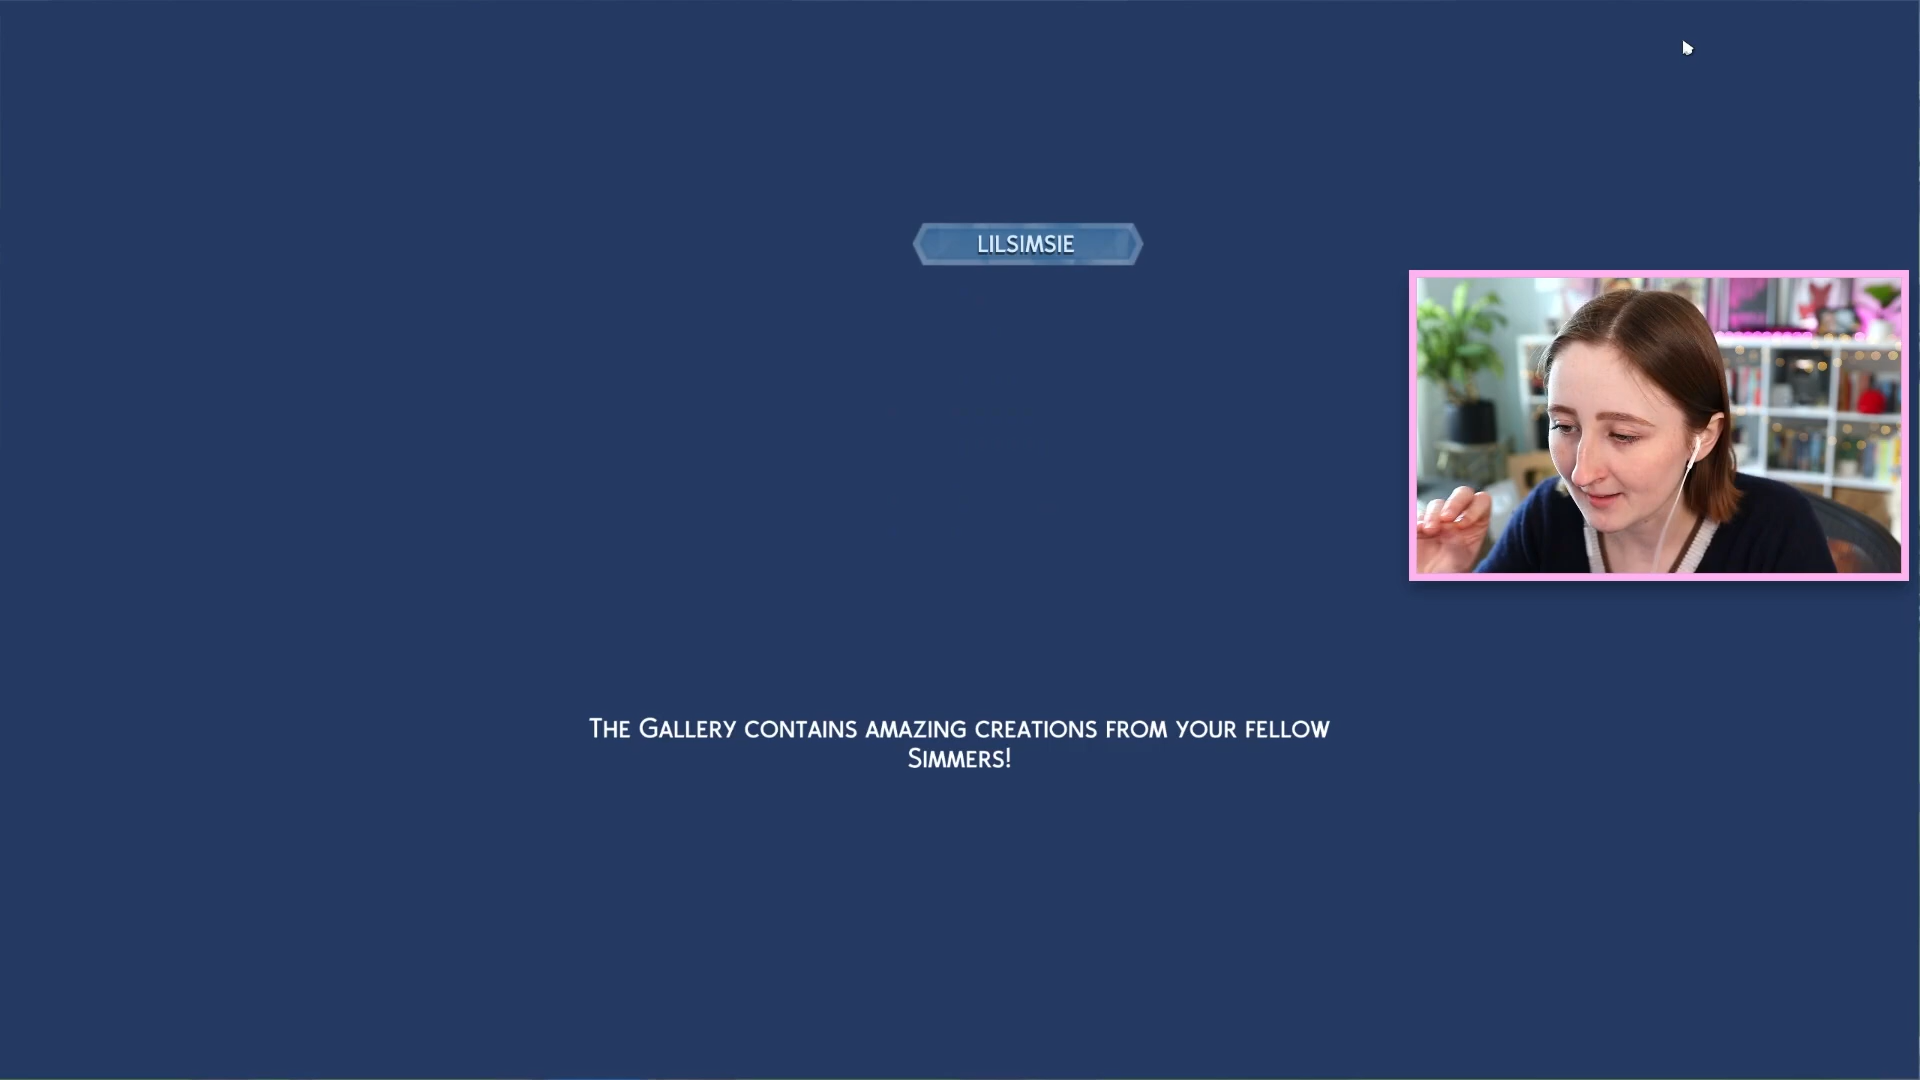 LILSIMSIE
THE GALLERY CONTAINS AMAZING CREATIONS FROM YOUR FELLOW
SIMMERS!